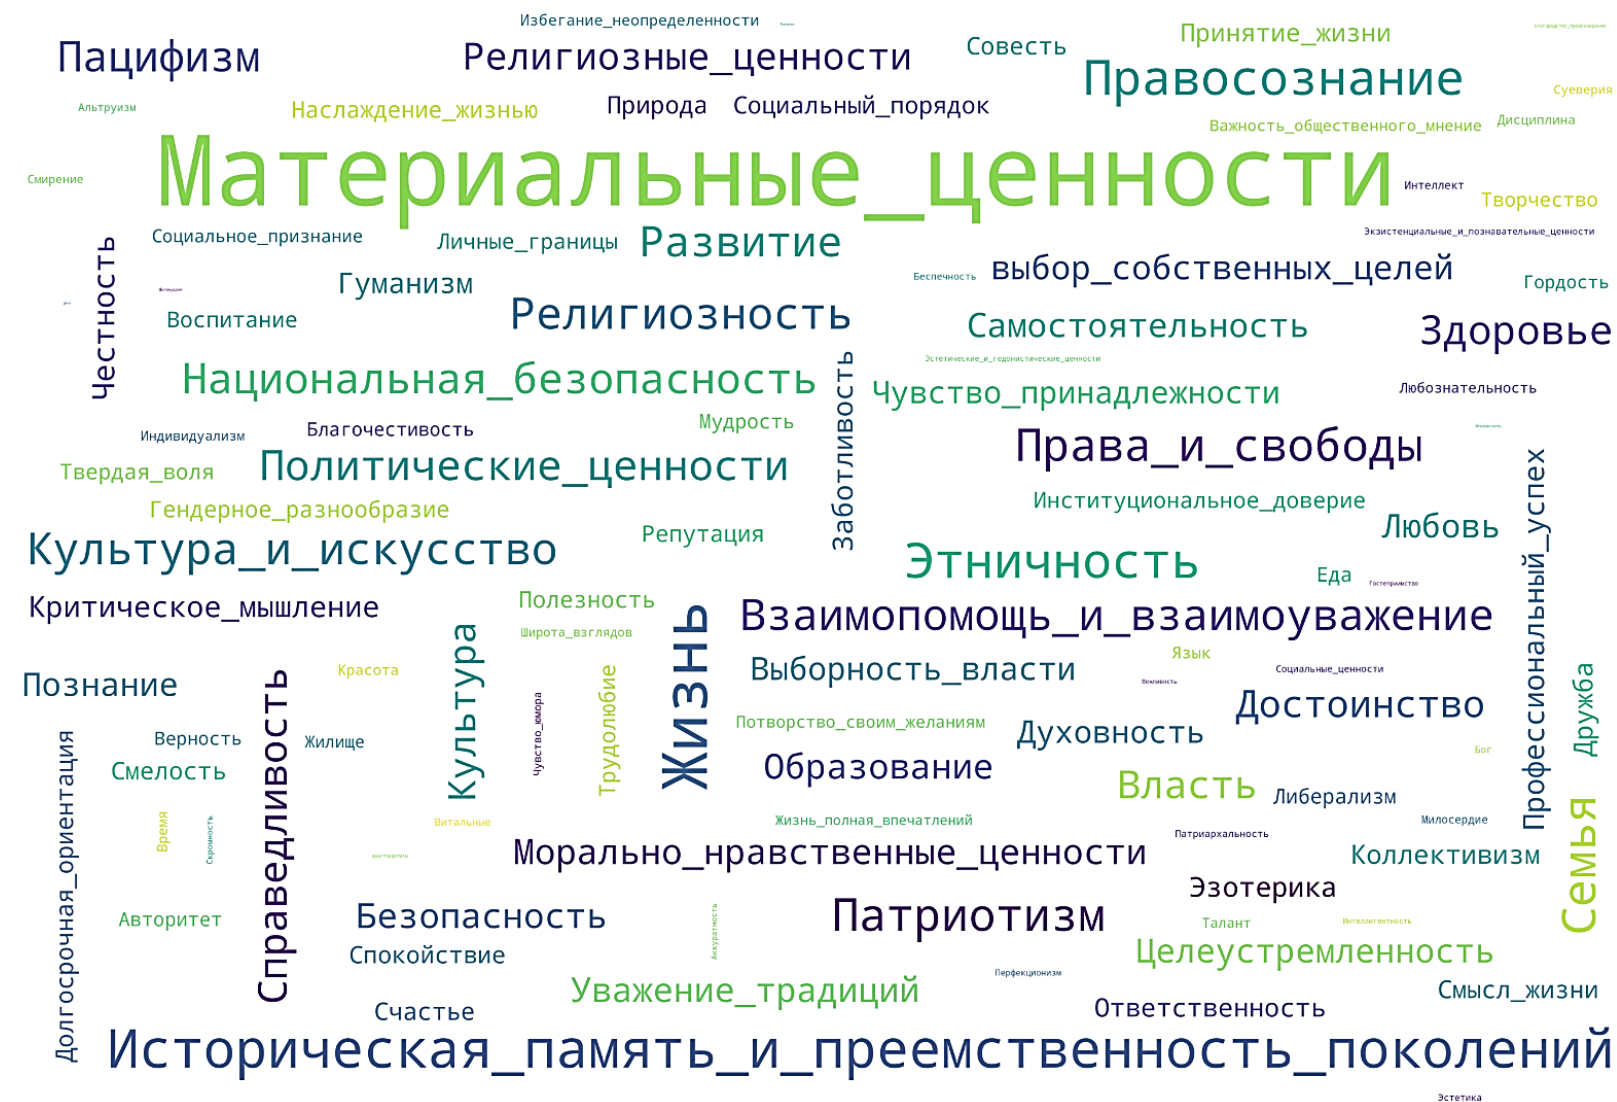 Избегание_неопределенности
Пацифизм
Религиозные_ценности
Совесть
Принятие_жизни
Правосознание
Суеверия
Альтруизм
Наслаждение_жизнью
Природа
Социальный_порядок
Важность_общественного_мнение
Дисциплина
Материальные_ценности
Смирение
Интеллект
Творчество
Социальное_признание
Личные_границы
Развитие
Экзистенциальные_и_познавательные_ценности
Честность
Гуманизм
Беспечность
выбор_собственных_целей
Гордость
Воспитание
Религиозность
Самостоятельность
Здоровье
Эстетические_и_гедонистические_ценности
Национальная_безопасность
Заботливость
Чувство_принадлежности
Любознательность
Мудрость
Индивидуализм
Благочестивость
Права_и_свободы
Твердая_воля
Политические_ценности
Гендерное_разнообразие
Институциональное_доверие
Профессиональный_успех
Репутация
Любовь
Культура_и_искусство
Этничность
Еда
Гостеприимство
Критическое_мышление
Полезность
Жизнь
Взаимопомощь_и_взаимоуважение
Широта_взглядов
Культура
Язык
Выборность_власти
Социальные_ценности
Дружба
Познание
Справедливость
Красота
Трудолюбие
Вежливость
Достоинство
Чувство_юмора
Потворство_своим_желаниям
Духовность
Долгосрочная_ориентация
Верность
Жилище
Бог
Смелость
Образование
Власть
Либерализм
Время
Скромность
Витальные
Жизнь_полная_впечатлений
Милосердие
Патриархальность
Семья
Морально_нравственные_ценности
Коллективизм
Эзотерика
Авторитет
Безопасность
Аккуратность
Патриотизм
Талант
Интеллигентность
Спокойствие
Целеустремленность
Перфекционизм
Уважение_традиций
Смысл_жизни
Счастье
Ответственность
Историческая_память_и_преемственность_поколений
Эстетика